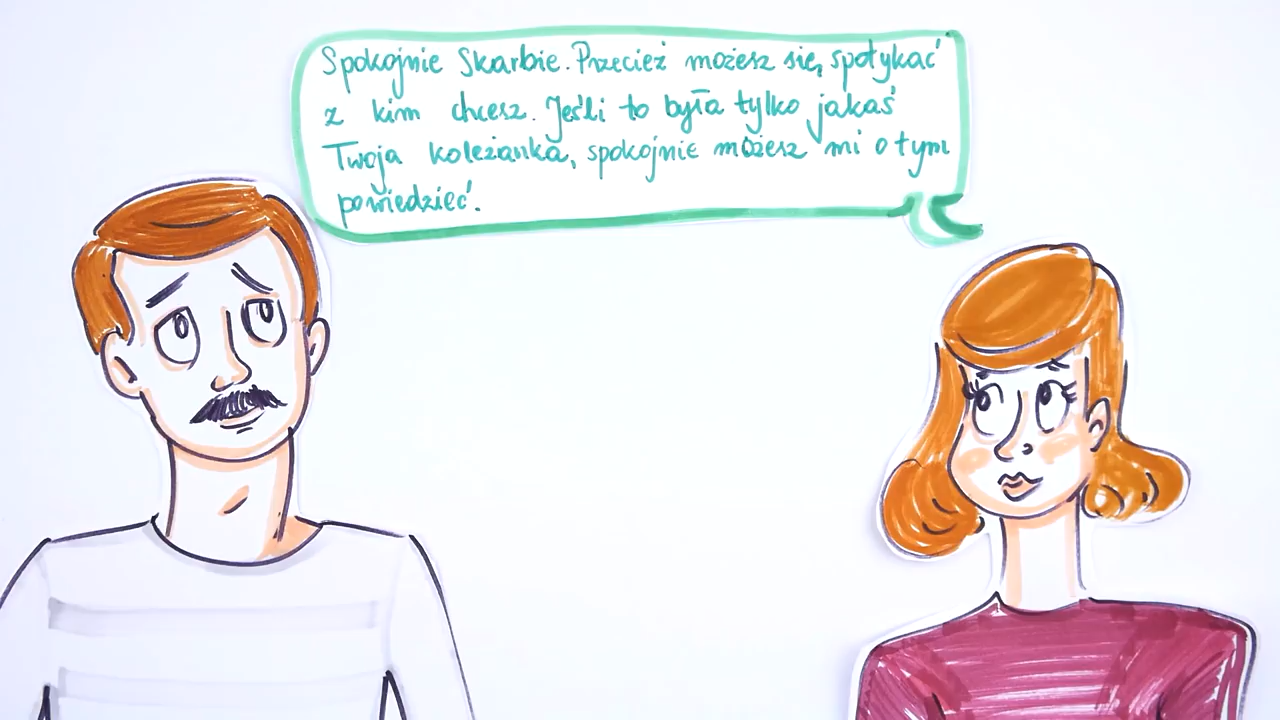 Spokojnie Skarbie. Przecież możesz się spotykać
z kim chcesz. Jeśli to była tylko jakaś
Twoja koleżanka, spokojnie możesz mi o tym
powiedzieć.